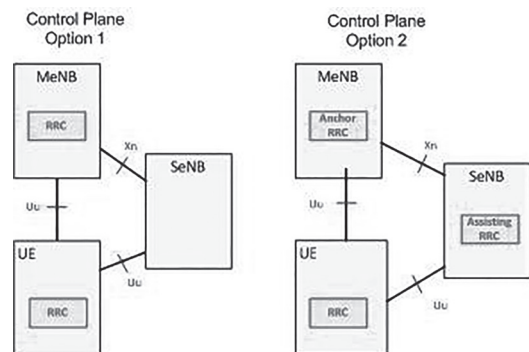 Control Plane
Option 1
MeNB
RRC
Xn
SeNB
Uu
UE
Uu
RRC
Control Plane
Option 2
MeNB
Anchor
RRC
Xn
SeNB
Uu
Assisting
RRC
UE
Uu
RRC